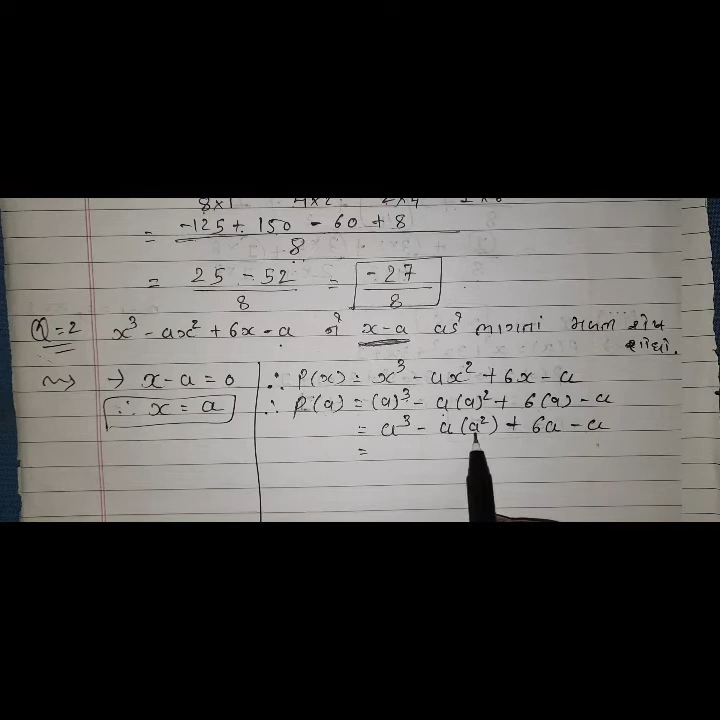 = -125 + 150 - 60 + 8 / 8
= 25 - 52 / 8 = -27 / 8
Q=2 x³ - ax² + 6x - a ને x-a વડે ભાગતાં મળતી શેષ
શોધો.
→ x-a=0 ∴ P(x) = x³ - ax² + 6x - a
∴ x = a ∴ P(a) = (a)³ - a(a)² + 6(a) - a
= a³ - a(a²) + 6a - a
=